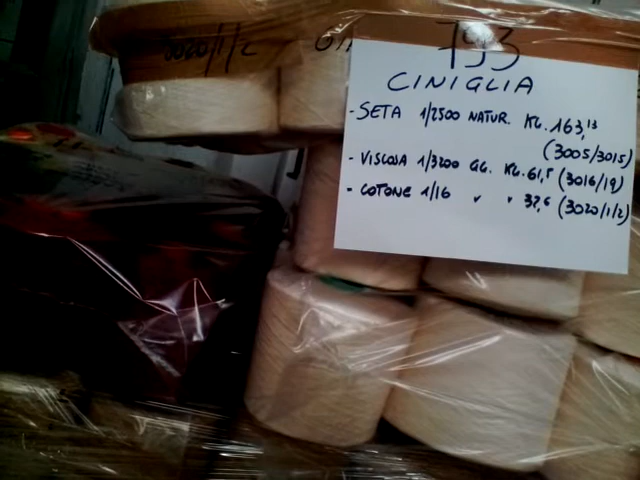 3020/1/2
793
CINIGLIA
- SETA 1/2500 NATUR. KG. 163,13
(3005/3015)
- VISCOSA 1/3200 GG. KG. 61,5 (3016/19)
- COTONE 1/16 " " 37,6 (3020/1/2)